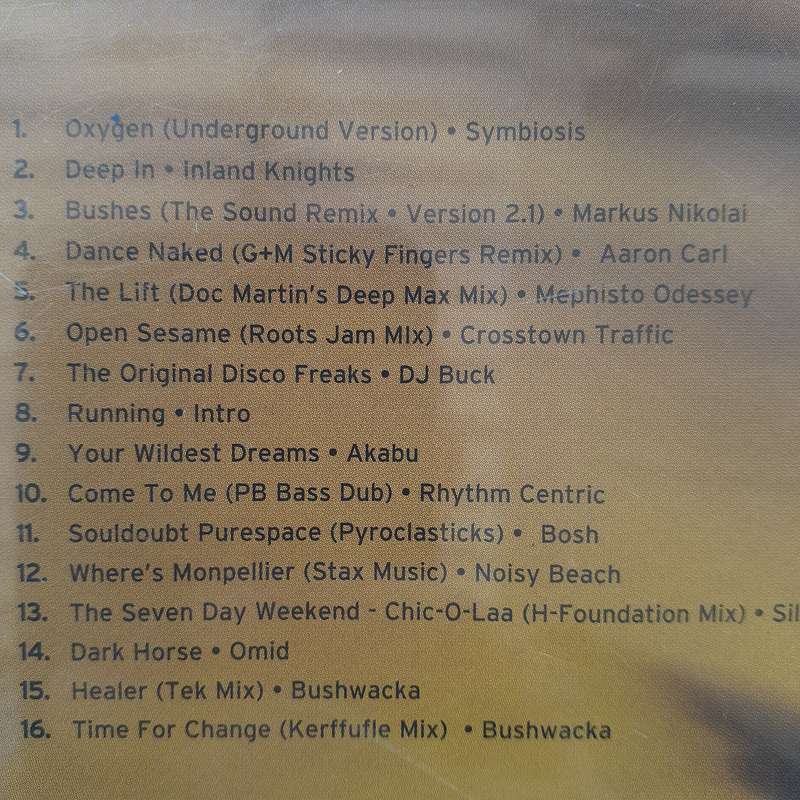 1. Oxygen (Underground Version) • Symbiosis
2. Deep In • Inland Knights
3. Bushes (The Sound Remix • Version 2.1) • Markus Nikolai
4. Dance Naked (G+M Sticky Fingers Remix) • Aaron Carl
5. The Lift (Doc Martin's Deep Max Mix) • Mephisto Odessey
6. Open Sesame (Roots Jam MIx) • Crosstown Traffic
7. The Original Disco Freaks • DJ Buck
8. Running • Intro
9. Your Wildest Dreams • Akabu
10. Come To Me (PB Bass Dub) • Rhythm Centric
11. Souldoubt Purespace (Pyroclasticks) • Bosh
12. Where's Monpellier (Stax Music) • Noisy Beach
13. The Seven Day Weekend - Chic-O-Laa (H-Foundation Mix) •
14. Dark Horse • Omid
15. Healer (Tek Mix) • Bushwacka
16. Time For Change (Kerffufle Mix) • Bushwacka